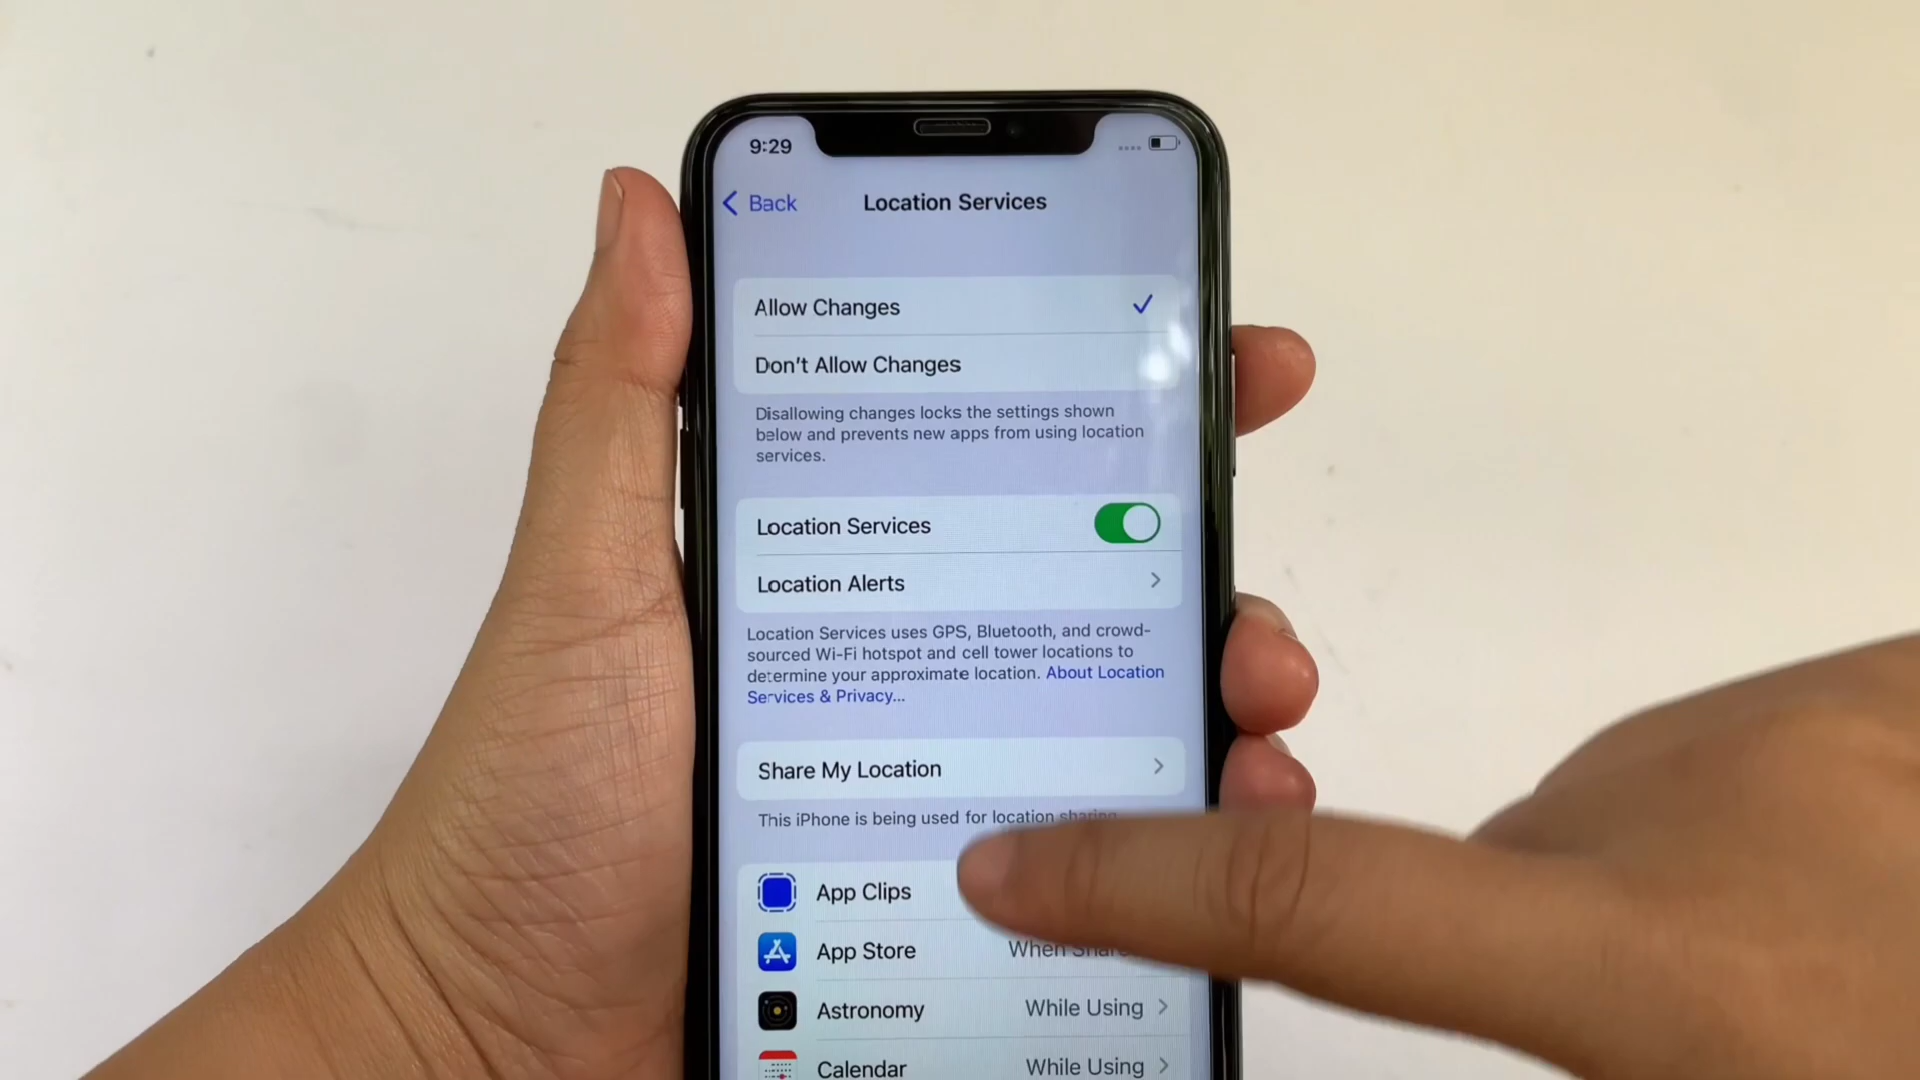 9:29
Back
Location Services
Allow Changes
Don't Allow Changes
Disallowing changes locks the settings shown
below and prevents new apps from using location
services.
Location Services
Location Alerts
Location Services uses GPS, Bluetooth, and crowd-
sourced Wi-Fi hotspot and cell tower locations to
determine your approximate location. About Location
Services & Privacy...
Share My Location
This iPhone is being used for location sharing.
App Clips
App Store When
Astronomy While Using
Calendar While Using